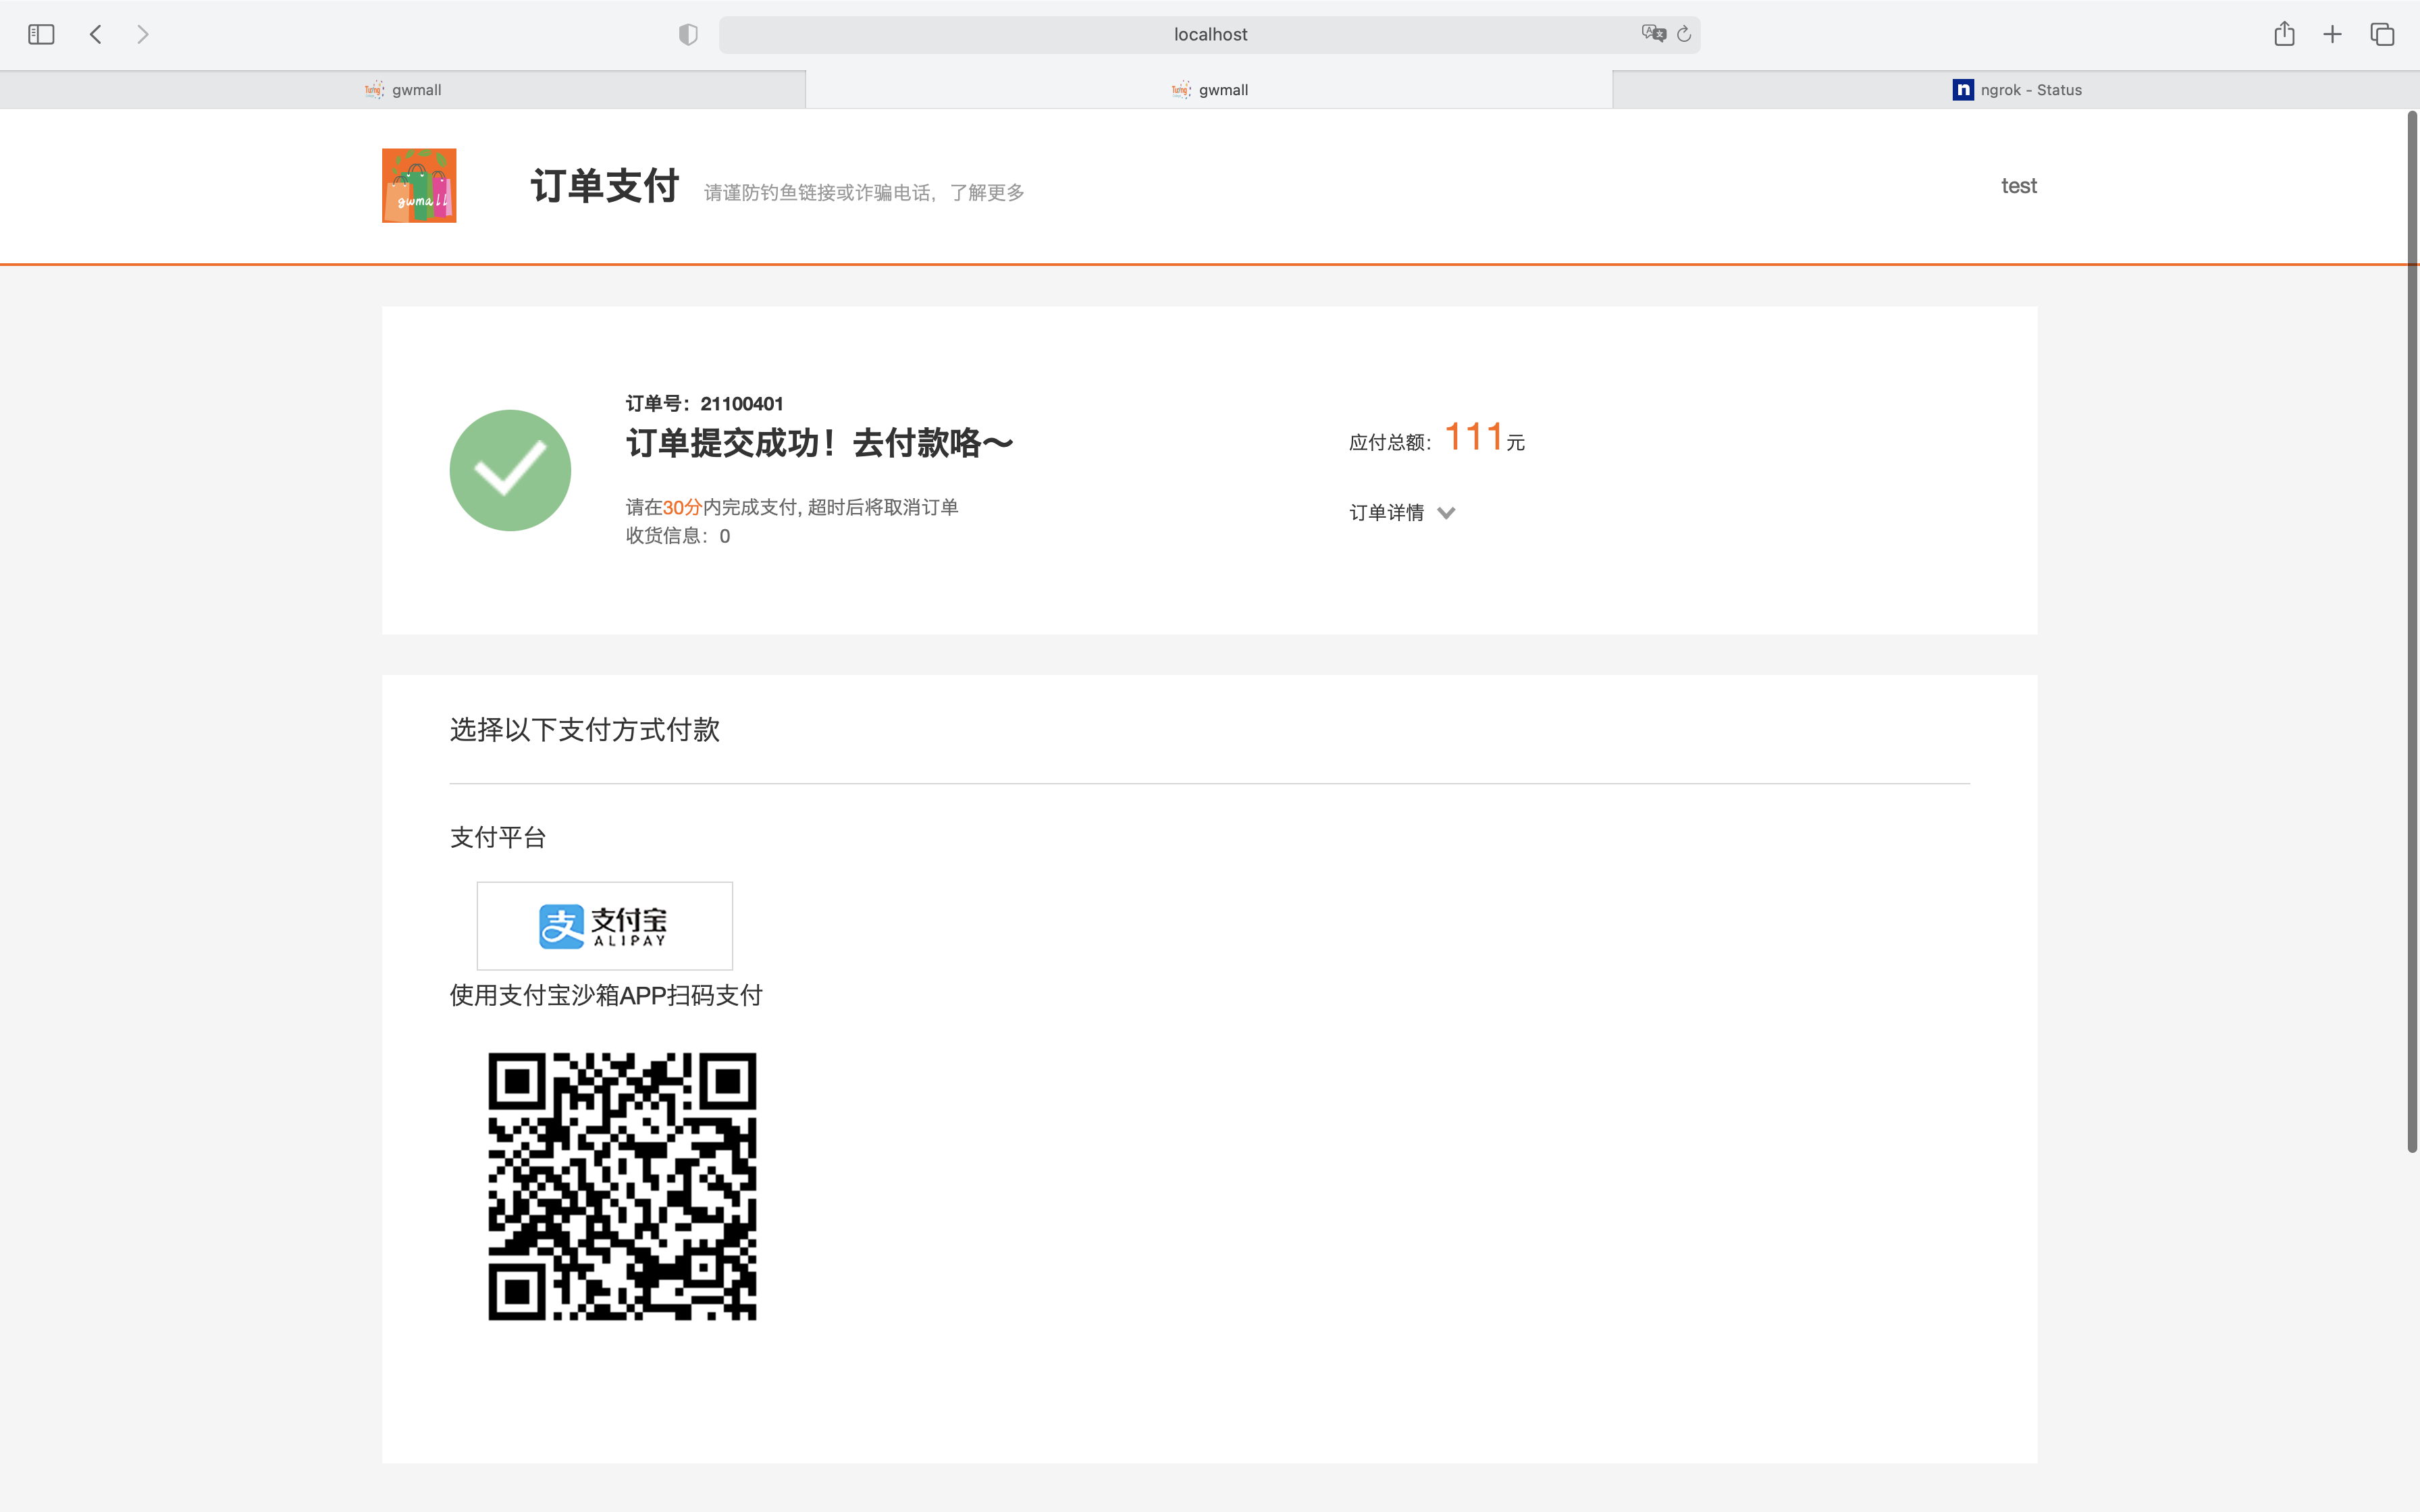 localhost
gwmall
gwmall
ngrok - Status
gwmall
订单支付
请谨防钓鱼链接或诈骗电话，了解更多
test
订单号：21100401
订单提交成功！去付款咯～
应付总额：111元
请在30分内完成支付, 超时后将取消订单
订单详情
收货信息：0
选择以下支付方式付款
支付平台
支付宝
ALIPAY
使用支付宝沙箱APP扫码支付